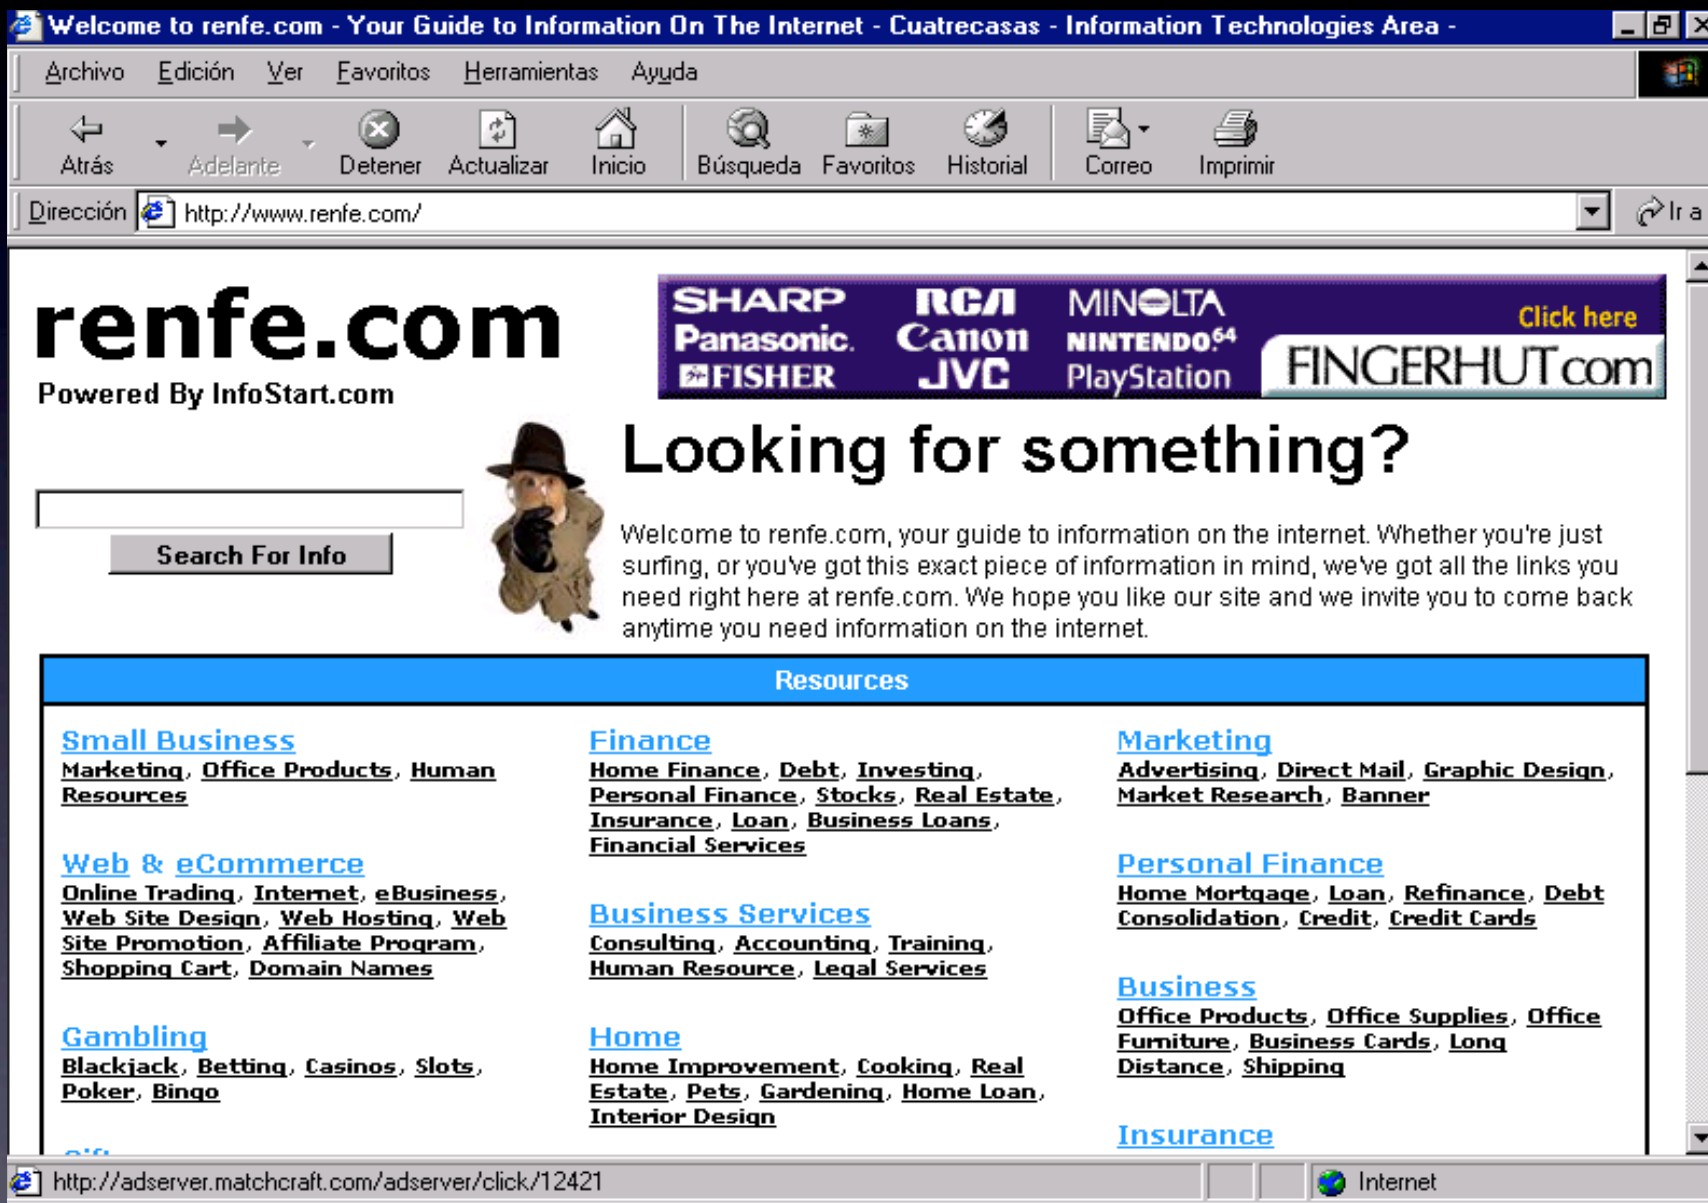 Welcome to renfe.com - Your Guide to Information On The Internet - Cuatrecasas - Information Technologies Area -
Archivo Edición Ver Favoritos Herramientas Ayuda
Atrás Adelante Detener Actualizar Inicio Búsqueda Favoritos Historial Correo Imprimir
Dirección http://www.renfe.com/ Ir a
renfe.com
Powered By InfoStart.com
SHARP RCA MINOLTA
Panasonic. Canon NINTENDO.64
FISHER JVC PlayStation
Click here
FINGERHUT com
Looking for something?
Search For Info
Welcome to renfe.com, your guide to information on the internet. Whether you're just
surfing, or you've got this exact piece of information in mind, we've got all the links you
need right here at renfe.com. We hope you like our site and we invite you to come back
anytime you need information on the internet.
Resources
Small Business
Marketing, Office Products, Human
Resources
Web & eCommerce
Online Trading, Internet, eBusiness,
Web Site Design, Web Hosting, Web
Site Promotion, Affiliate Program,
Shopping Cart, Domain Names
Gambling
Blackjack, Betting, Casinos, Slots,
Poker, Bingo
Finance
Home Finance, Debt, Investing,
Personal Finance, Stocks, Real Estate,
Insurance, Loan, Business Loans,
Financial Services
Business Services
Consulting, Accounting, Training,
Human Resource, Legal Services
Home
Home Improvement, Cooking, Real
Estate, Pets, Gardening, Home Loan,
Interior Design
Marketing
Advertising, Direct Mail, Graphic Design,
Market Research, Banner
Personal Finance
Home Mortgage, Loan, Refinance, Debt
Consolidation, Credit, Credit Cards
Business
Office Products, Office Supplies, Office
Furniture, Business Cards, Long
Distance, Shipping
Insurance
http://adserver.matchcraft.com/adserver/click/12421
Internet